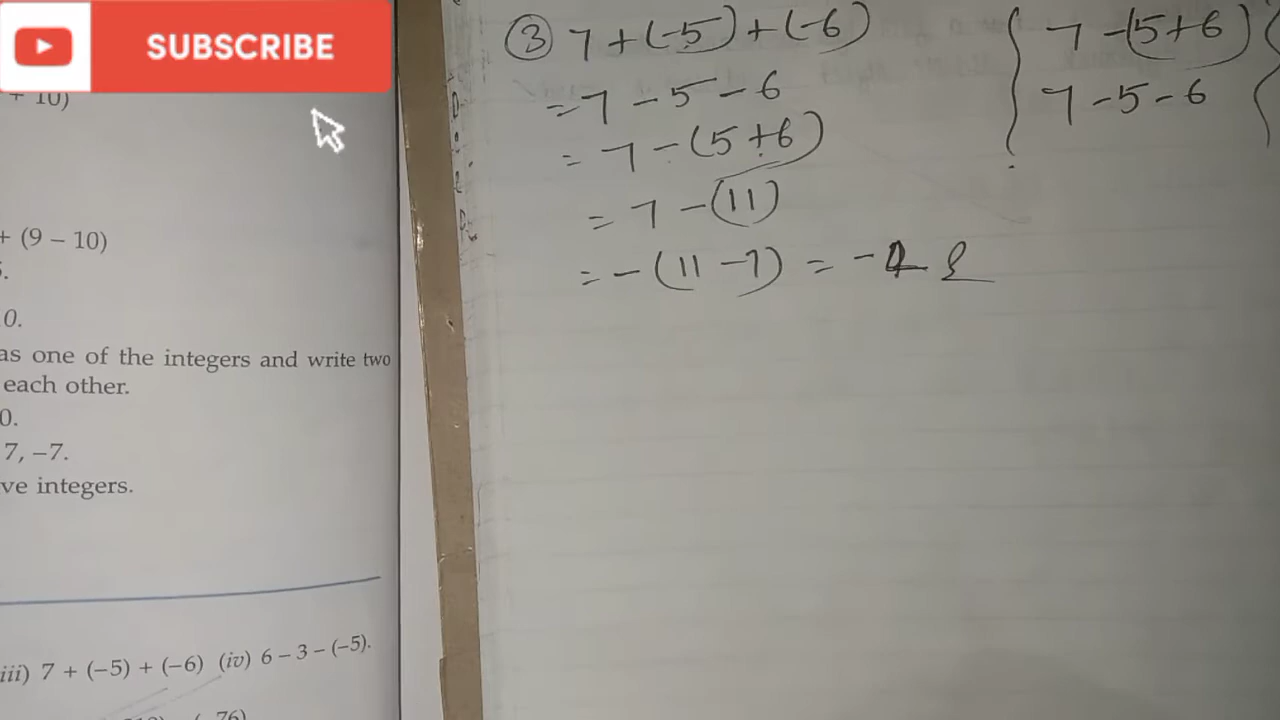 SUBSCRIBE
+ 10)
+ (9 – 10)
0.
as one of the integers and write two
each other.
0.
7, –7.
ve integers.
iii) 7 + (–5) + (–6) (iv) 6 – 3 – (–5).
76)
③ 7 + (-5) + (-6)
= 7 - 5 - 6
= 7 - (5 + 6)
= 7 - (11)
= - (11 - 7) = -4
7 - (5 + 6)
7 - 5 - 6